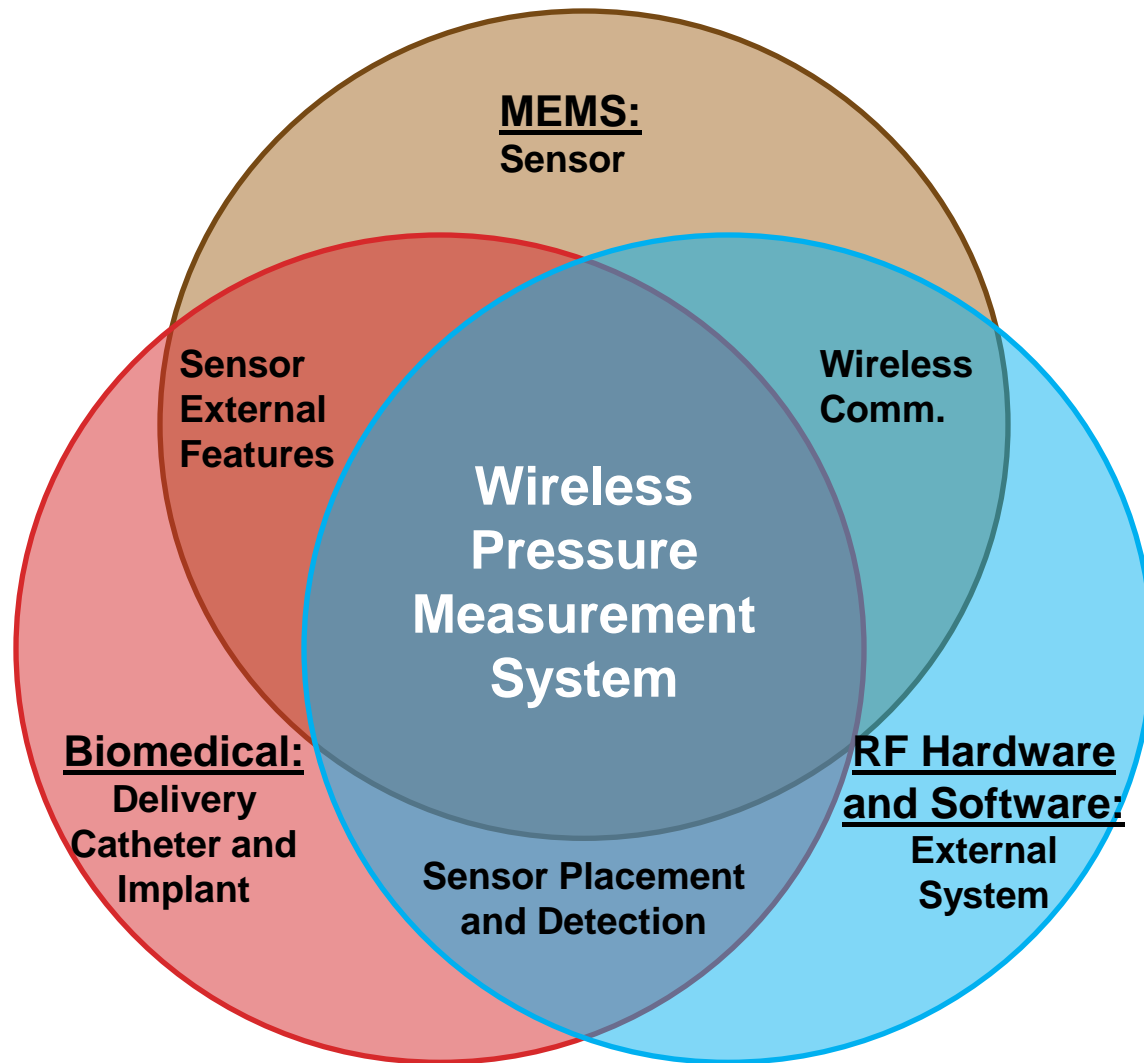 MEMS:
Sensor
Sensor
External
Features
Wireless
Comm.
Wireless
Pressure
Measurement
System
Biomedical:
Delivery
Catheter and
Implant
RF Hardware
and Software:
External
System
Sensor Placement
and Detection